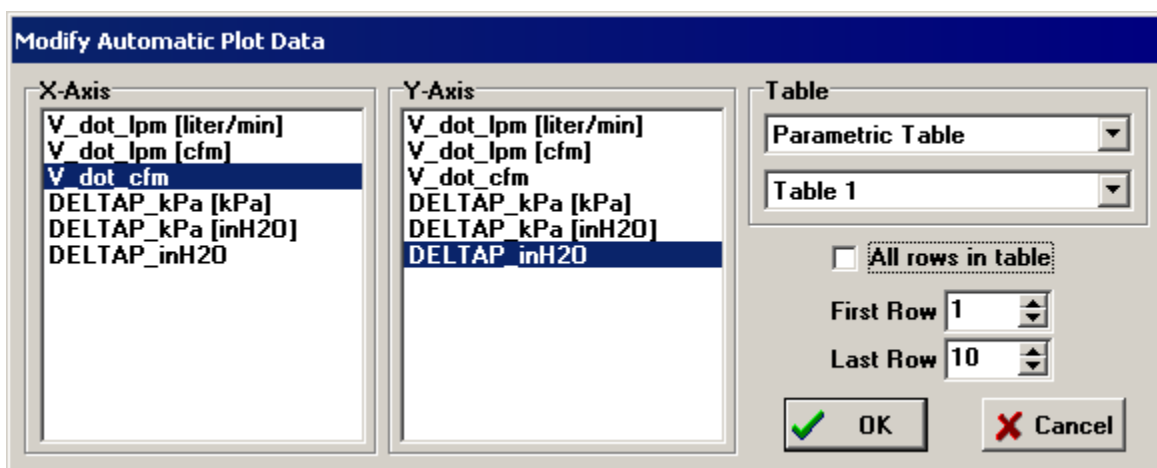 Modify Automatic Plot Data
X-Axis
V_dot_lpm [liter/min]
V_dot_lpm [cfm]
V_dot_cfm
DELTAP_kPa [kPa]
DELTAP_kPa [inH2O]
DELTAP_inH2O
Y-Axis
V_dot_lpm [liter/min]
V_dot_lpm [cfm]
V_dot_cfm
DELTAP_kPa [kPa]
DELTAP_kPa [inH2O]
DELTAP_inH2O
Table
Parametric Table
Table 1
All rows in table
First Row 1
Last Row 10
OK
Cancel